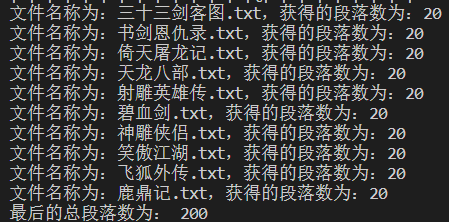 文件名称为：三十三剑客图.txt，获得的段落数为：20
文件名称为：书剑恩仇录.txt，获得的段落数为：20
文件名称为：倚天屠龙记.txt，获得的段落数为：20
文件名称为：天龙八部.txt，获得的段落数为：20
文件名称为：射雕英雄传.txt，获得的段落数为：20
文件名称为：碧血剑.txt，获得的段落数为：20
文件名称为：神雕侠侣.txt，获得的段落数为：20
文件名称为：笑傲江湖.txt，获得的段落数为：20
文件名称为：飞狐外传.txt，获得的段落数为：20
文件名称为：鹿鼎记.txt，获得的段落数为：20
最后的总段落数为： 200